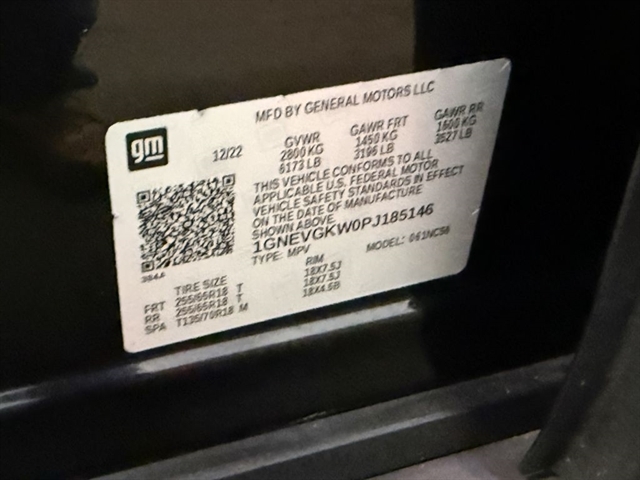 MFD BY GENERAL MOTORS LLC
gm
12/22
GVWR GAWR FRT GAWR RR
2800 KG 1450 KG 1600 KG
6173 LB 3196 LB 3527 LB
THIS VEHICLE CONFORMS TO ALL
APPLICABLE U.S. FEDERAL MOTOR
VEHICLE SAFETY STANDARDS IN EFFECT
ON THE DATE OF MANUFACTURE
SHOWN ABOVE.
1GNEVGKW0PJ185146
TYPE: MPV MODEL: 061NC56
TIRE SIZE RIM
FRT 255/65R18 T 18X7.5J
RR 255/65R18 T 18X7.5J
SPA T135/70R18 M 18X4.5B